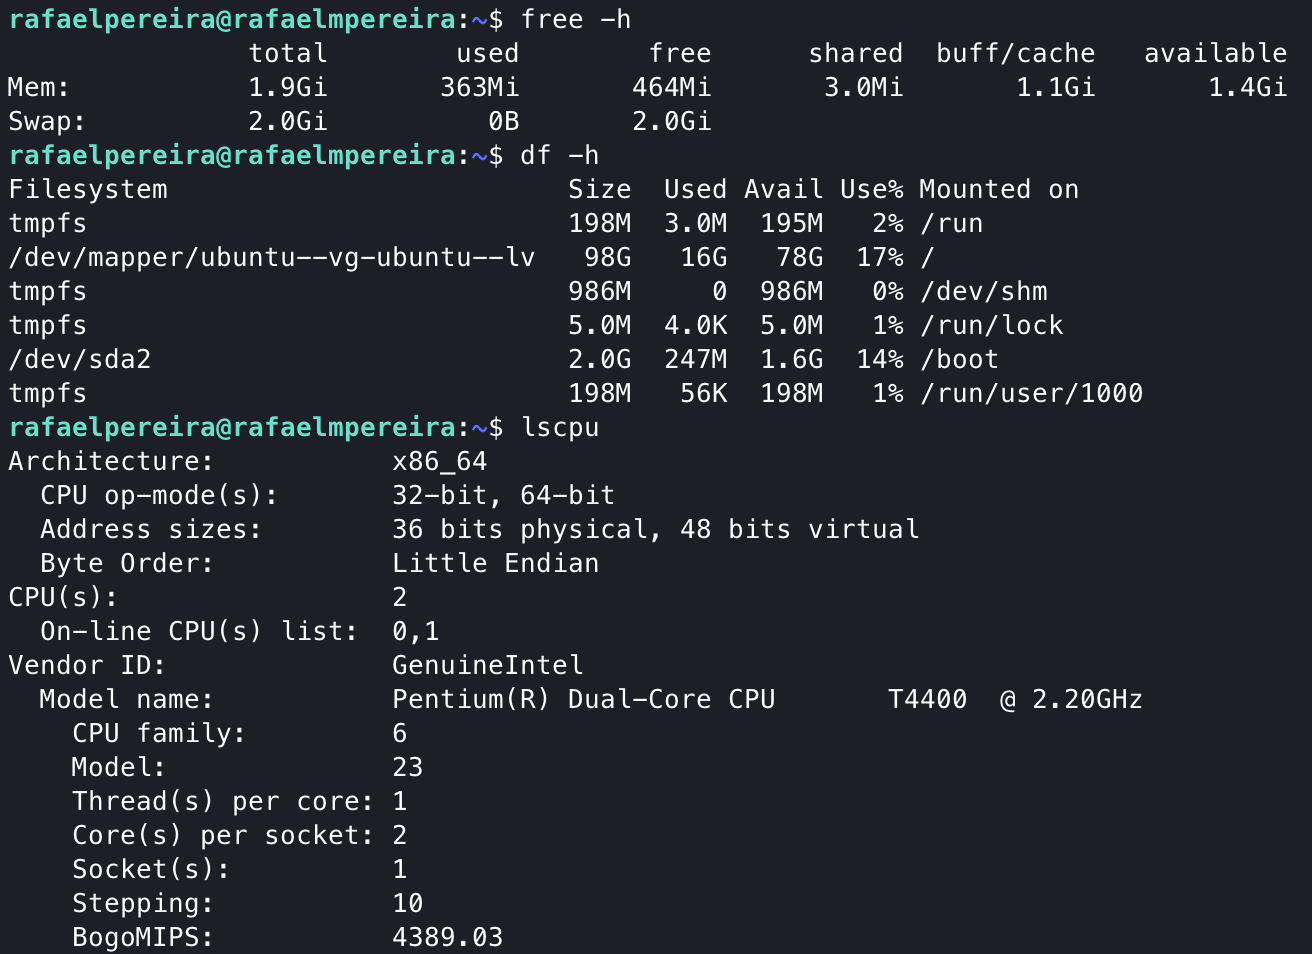 rafaelpereira@rafaelmpereira:~$ free -h
               total        used        free      shared  buff/cache   available
Mem:           1.9Gi       363Mi       464Mi       3.0Mi       1.1Gi       1.4Gi
Swap:          2.0Gi          0B       2.0Gi
rafaelpereira@rafaelmpereira:~$ df -h
Filesystem                         Size  Used Avail Use% Mounted on
tmpfs                              198M  3.0M  195M   2% /run
/dev/mapper/ubuntu--vg-ubuntu--lv   98G   16G   78G  17% /
tmpfs                              986M     0  986M   0% /dev/shm
tmpfs                              5.0M  4.0K  5.0M   1% /run/lock
/dev/sda2                          2.0G  247M  1.6G  14% /boot
tmpfs                              198M   56K  198M   1% /run/user/1000
rafaelpereira@rafaelmpereira:~$ lscpu
Architecture:           x86_64
  CPU op-mode(s):       32-bit, 64-bit
  Address sizes:        36 bits physical, 48 bits virtual
  Byte Order:           Little Endian
CPU(s):                 2
  On-line CPU(s) list:  0,1
Vendor ID:              GenuineIntel
  Model name:           Pentium(R) Dual-Core CPU       T4400  @ 2.20GHz
    CPU family:         6
    Model:              23
    Thread(s) per core: 1
    Core(s) per socket: 2
    Socket(s):          1
    Stepping:           10
    BogoMIPS:           4389.03